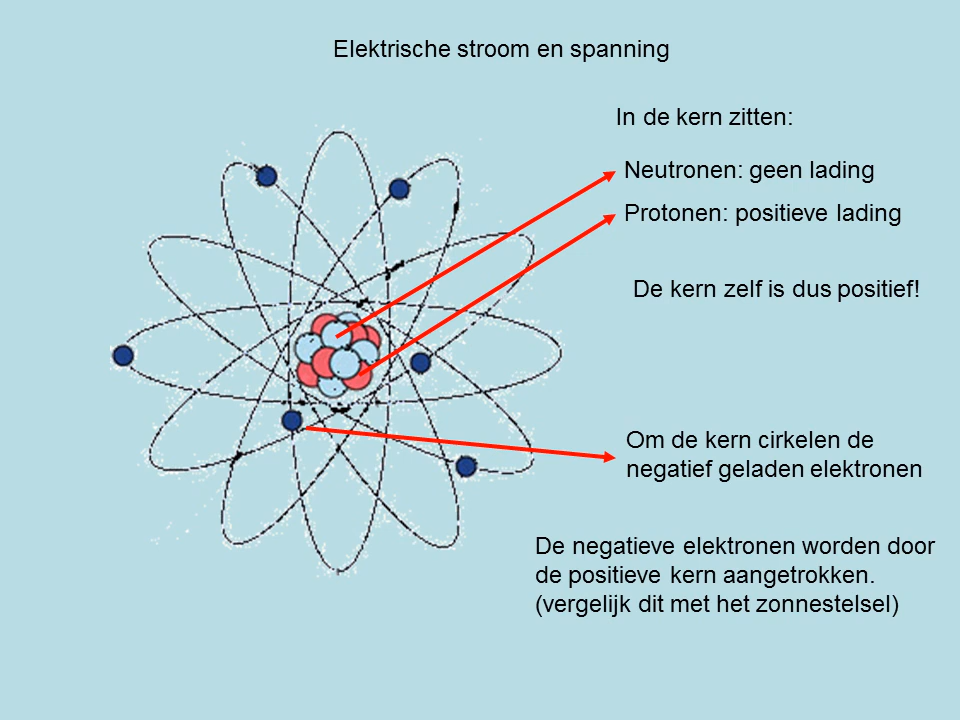 Elektrische stroom en spanning
In de kern zitten:
Neutronen: geen lading
Protonen: positieve lading
De kern zelf is dus positief!
Om de kern cirkelen de
negatief geladen elektronen
De negatieve elektronen worden door
de positieve kern aangetrokken.
(vergelijk dit met het zonnestelsel)